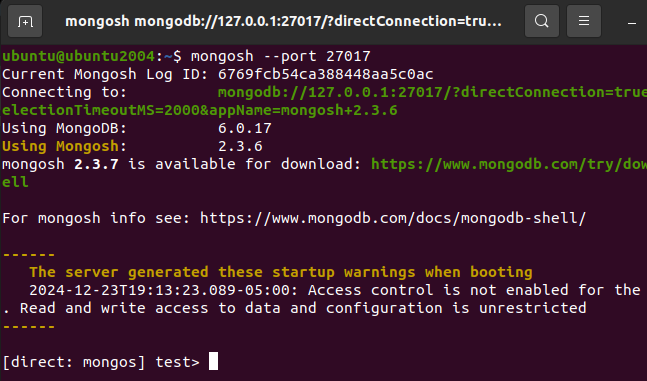 mongosh mongodb://127.0.0.1:27017/?directConnection=tru...
ubuntu@ubuntu2004:~$ mongosh --port 27017
Current Mongosh Log ID: 6769fcb54ca388448aa5c0ac
Connecting to:          mongodb://127.0.0.1:27017/?directConnection=true
electionTimeoutMS=2000&appName=mongosh+2.3.6
Using MongoDB:          6.0.17
Using Mongosh:          2.3.6
mongosh 2.3.7 is available for download: https://www.mongodb.com/try/dow
ell
For mongosh info see: https://www.mongodb.com/docs/mongodb-shell/
------
   The server generated these startup warnings when booting
   2024-12-23T19:13:23.089-05:00: Access control is not enabled for the
. Read and write access to data and configuration is unrestricted
------
[direct: mongos] test>